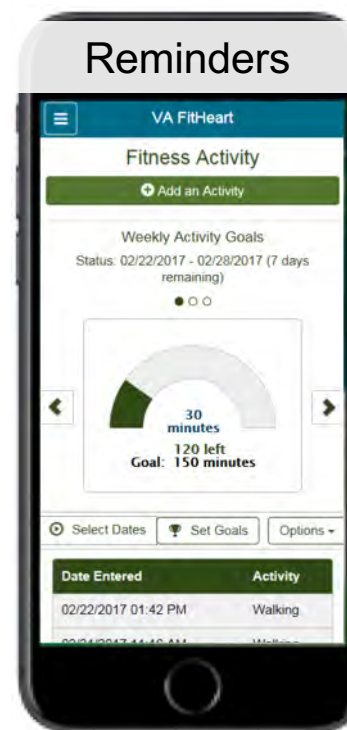 Reminders
VA FitHeart
Fitness Activity
Add an Activity
Weekly Activity Goals
Status: 02/22/2017 - 02/28/2017 (7 days
remaining)
30
minutes
120 left
Goal: 150 minutes
Select Dates Set Goals Options
Date Entered Activity
02/22/2017 01:42 PM Walking